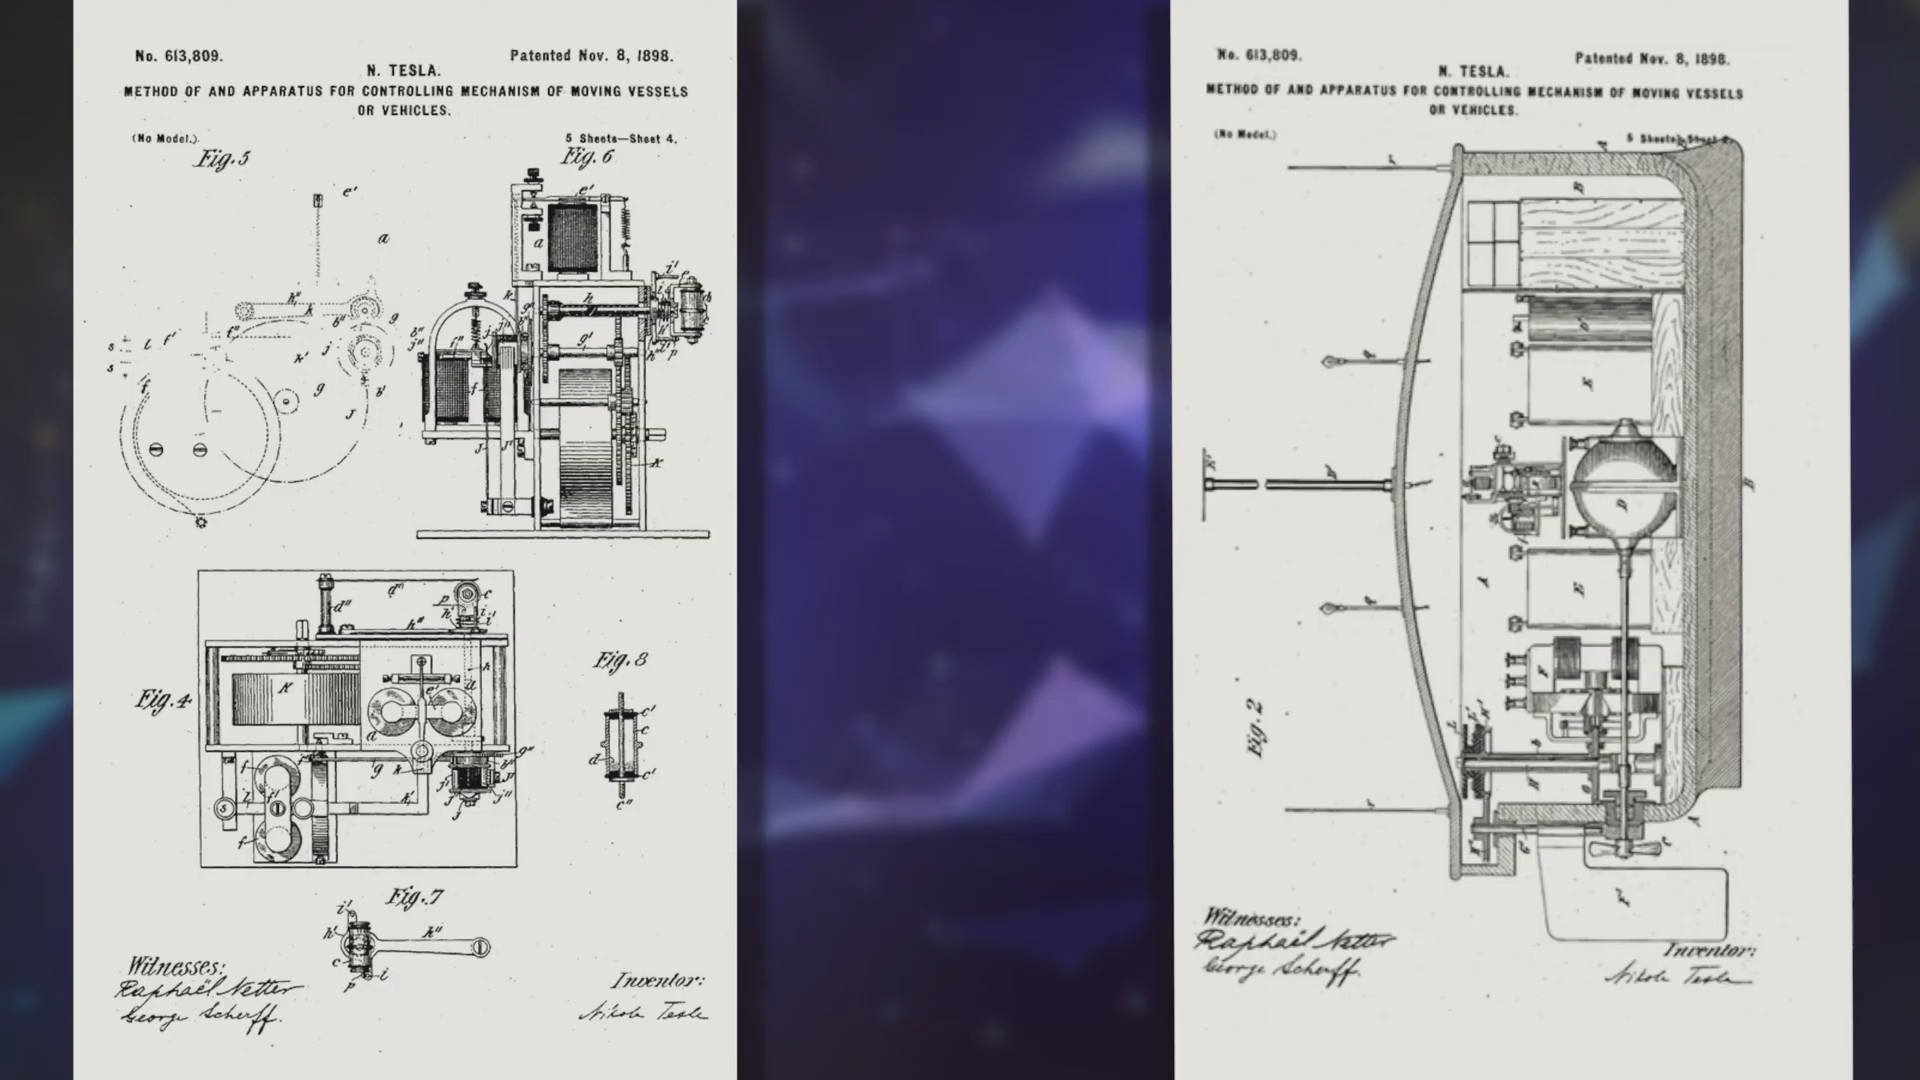 No. 613,809.
Patented Nov. 8, 1898.
N. TESLA.
METHOD OF AND APPARATUS FOR CONTROLLING MECHANISM OF MOVING VESSELS
OR VEHICLES.
(No Model.)
5 Sheets—Sheet 4.
Fig. 5
Fig. 6
Fig. 4
Fig. 8
Fig. 7
Witnesses:
Raphaël Netter
George Scherff.
Inventor:
Nikola Tesla
No. 613,809.
Patented Nov. 8, 1898.
N. TESLA.
METHOD OF AND APPARATUS FOR CONTROLLING MECHANISM OF MOVING VESSELS
OR VEHICLES.
(No Model.)
5 Sheets—Sheet 2.
Fig. 2
Witnesses:
Raphaël Netter
George Scherff.
Inventor:
Nikola Tesla